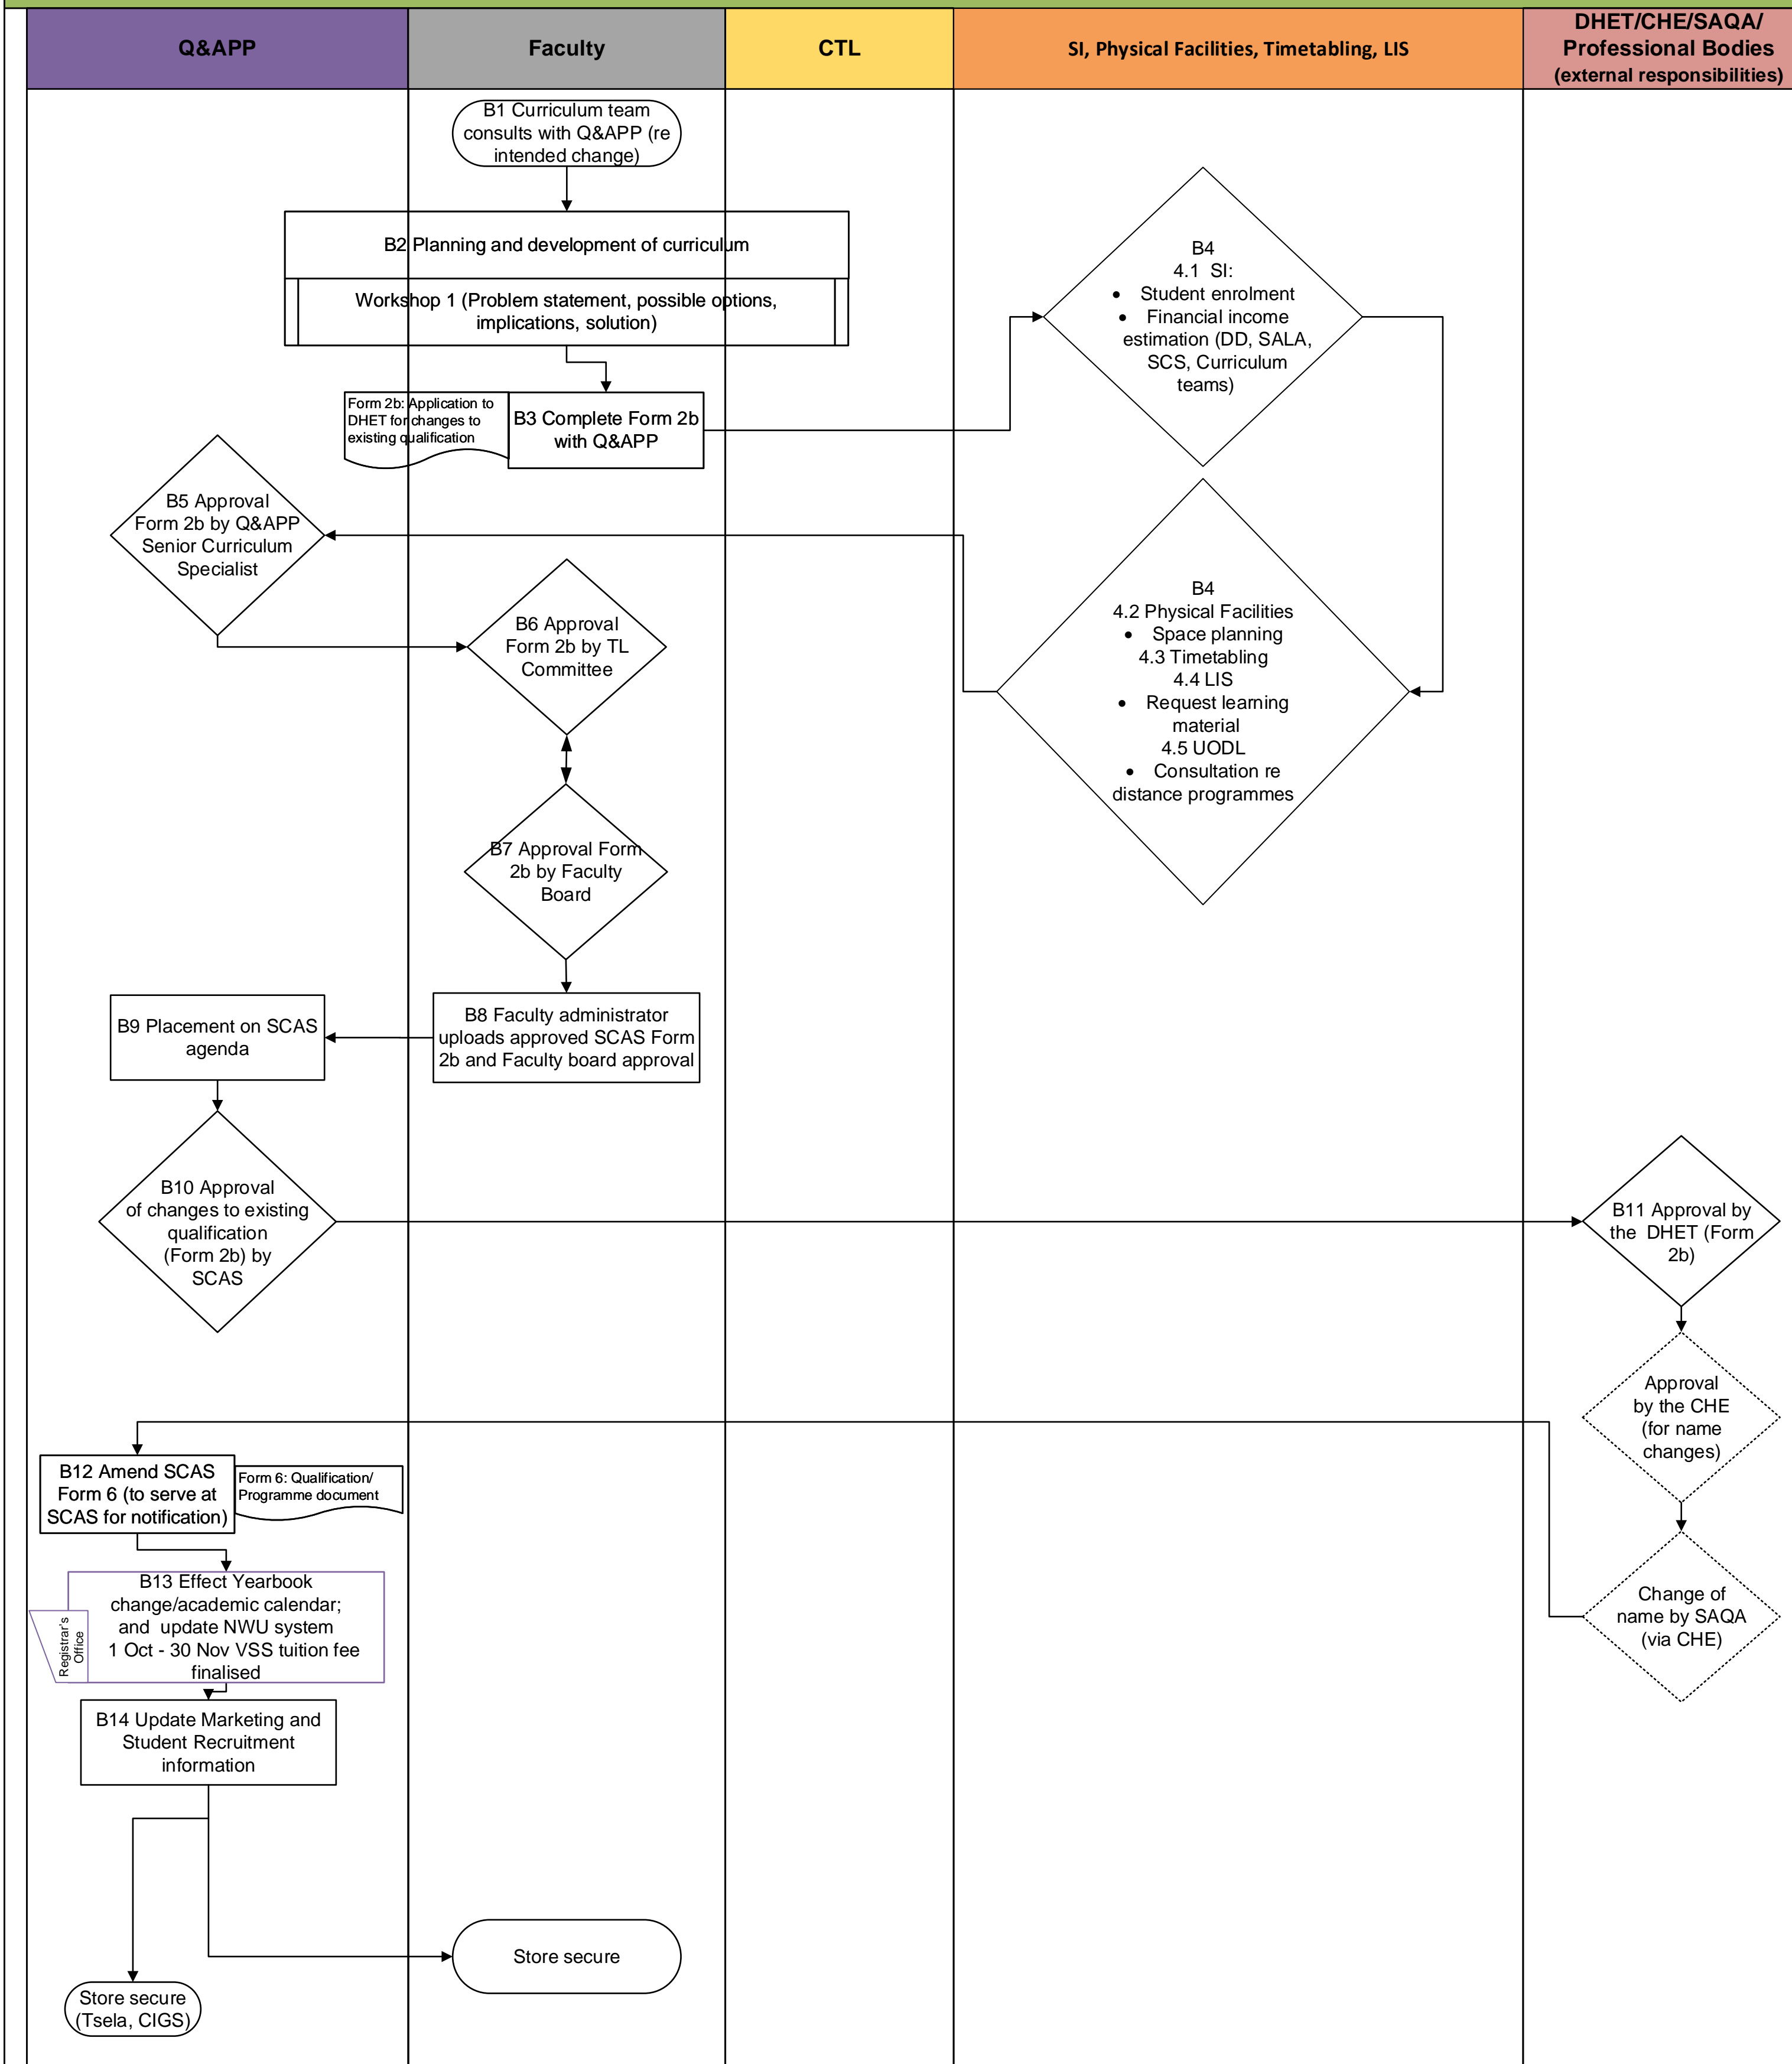 Q&APP
Faculty
CTL
SI, Physical Facilities, Timetabling, LIS
DHET/CHE/SAQA/
Professional Bodies
(external responsibilities)
B1 Curriculum team
consults with Q&APP (re
intended change)
B2 Planning and development of curriculum
Workshop 1 (Problem statement, possible options,
implications, solution)
Form 2b: Application to
DHET for changes to
existing qualification
B3 Complete Form 2b
with Q&APP
B4
4.1 SI:
• Student enrolment
• Financial income
estimation (DD, SALA,
SCS, Curriculum
teams)
B4
4.2 Physical Facilities
• Space planning
4.3 Timetabling
4.4 LIS
• Request learning
material
4.5 UODL
• Consultation re
distance programmes
B5 Approval
Form 2b by Q&APP
Senior Curriculum
Specialist
B6 Approval
Form 2b by TL
Committee
B7 Approval Form
2b by Faculty
Board
B8 Faculty administrator
uploads approved SCAS Form
2b and Faculty board approval
B9 Placement on SCAS
agenda
B10 Approval
of changes to existing
qualification
(Form 2b) by
SCAS
B11 Approval by
the DHET (Form
2b)
Approval
by the CHE
(for name
changes)
Change of
name by SAQA
(via CHE)
B12 Amend SCAS
Form 6 (to serve at
SCAS for notification)
Form 6: Qualification/
Programme document
B13 Effect Yearbook
change/academic calendar;
and update NWU system
1 Oct - 30 Nov VSS tuition fee
finalised
Registrar's
Office
B14 Update Marketing and
Student Recruitment
information
Store secure
Store secure
(Tsela, CIGS)